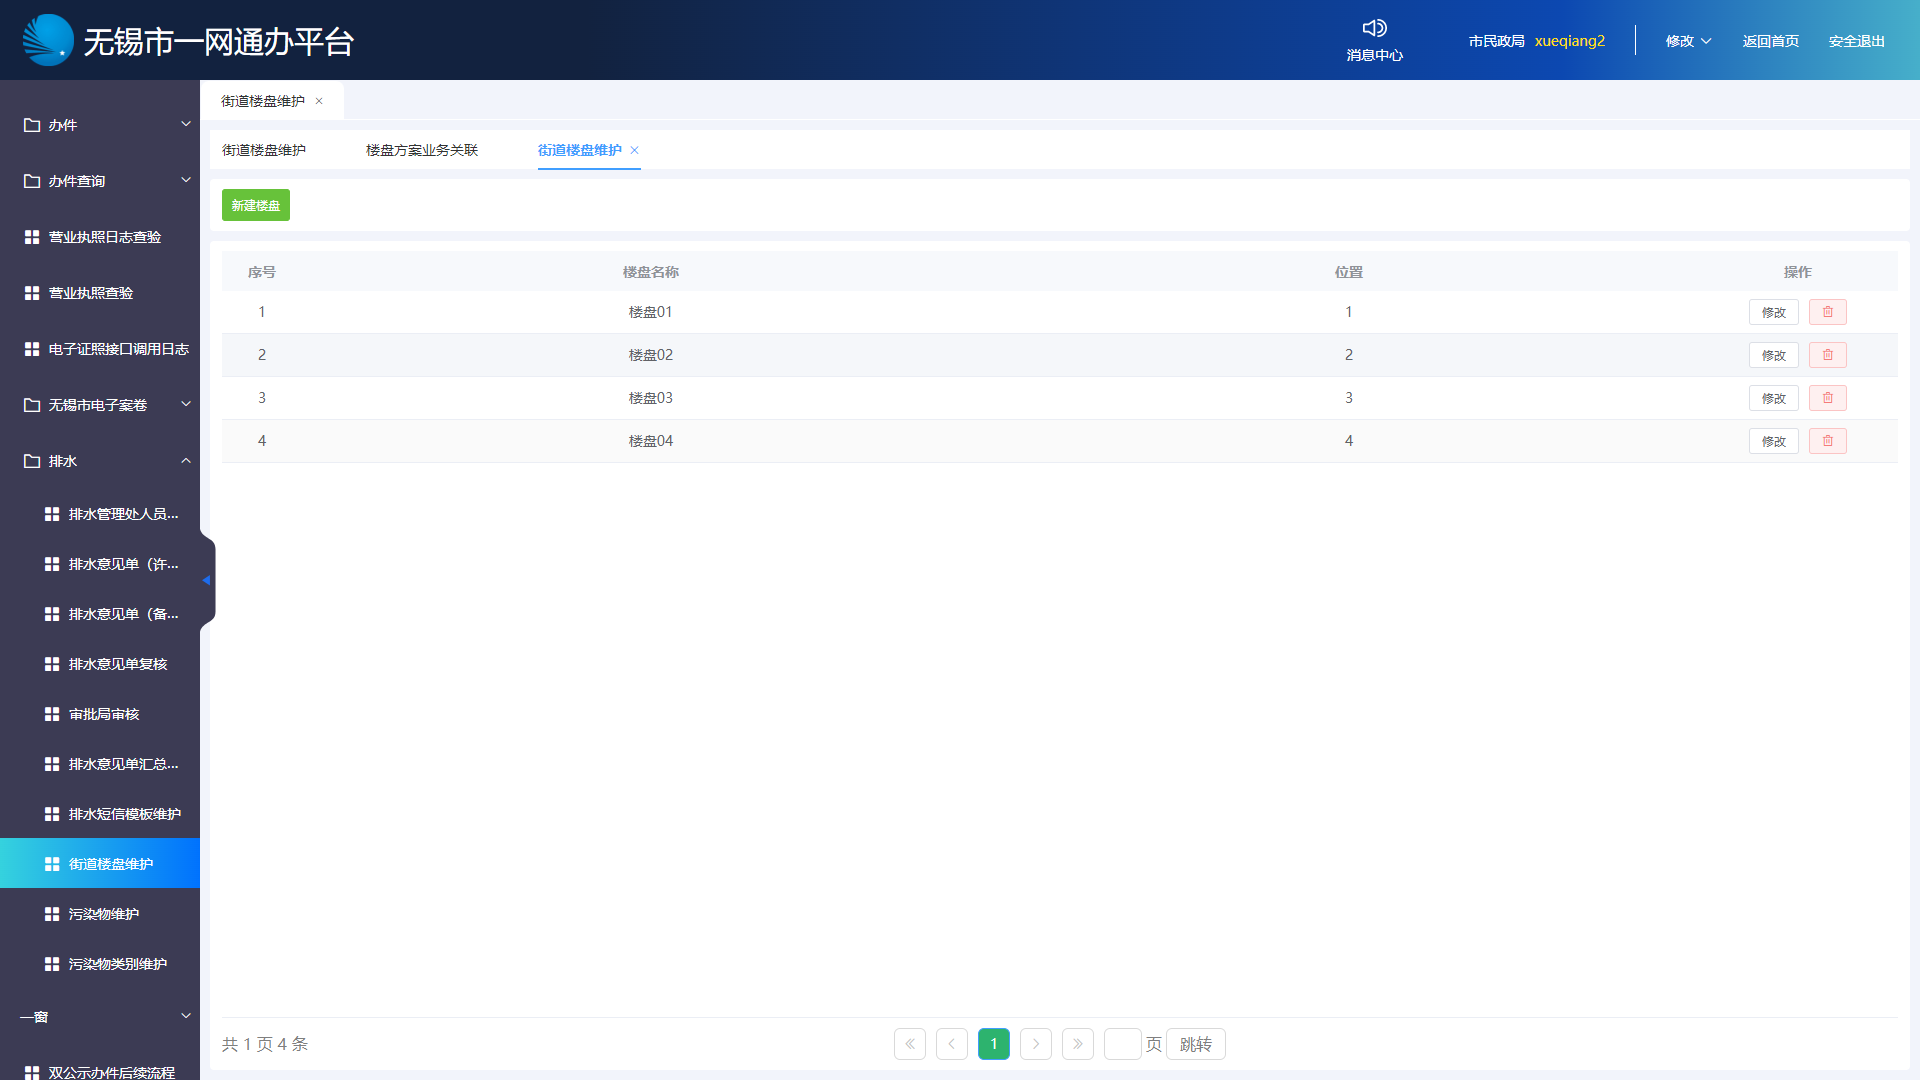 无锡市一网通办平台
消息中心
市民政局 xueqiang2
修改
返回首页
安全退出
办件
办件查询
营业执照日志查验
营业执照查验
电子证照接口调用日志
无锡市电子案卷
排水
排水管理处人员...
排水意见单（许...
排水意见单（备...
排水意见单复核
审批局审核
排水意见单汇总...
排水短信模板维护
街道楼盘维护
污染物维护
污染物类别维护
一窗
双公示办件后续流程
街道楼盘维护
街道楼盘维护 楼盘方案业务关联 街道楼盘维护
新建楼盘
序号 楼盘名称 位置 操作
1 楼盘01 1 修改
2 楼盘02 2 修改
3 楼盘03 3 修改
4 楼盘04 4 修改
共 1 页 4 条
1
页 跳转